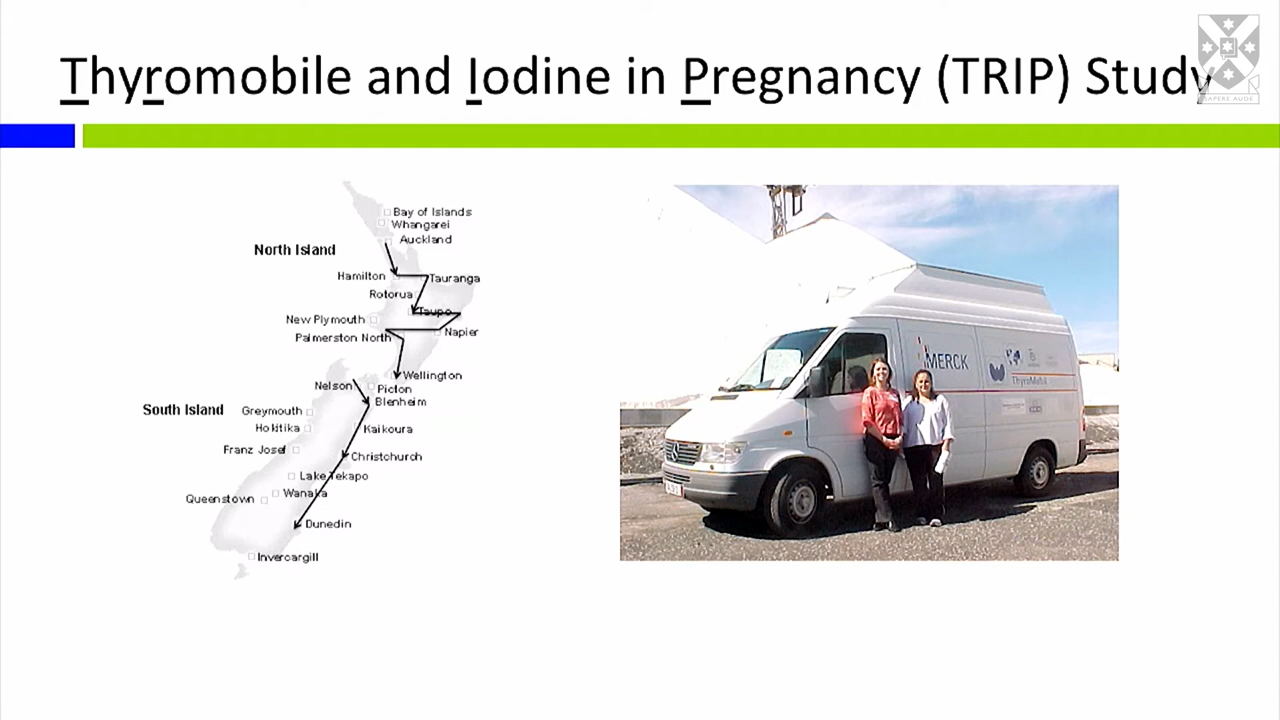 Thyromobile and Iodine in Pregnancy (TRIP) Study
SAPERE AUDE
Bay of Islands
Whangarei
Auckland
North Island
Hamilton
Tauranga
Rotorua
Taupo
New Plymouth
Napier
Palmerston North
Wellington
Nelson
Picton
Blenheim
South Island
Greymouth
Hokitika
Kaikoura
Franz Josef
Christchurch
Lake Tekapo
Wanaka
Queenstown
Dunedin
Invercargill
MERCK
ThyroMobil